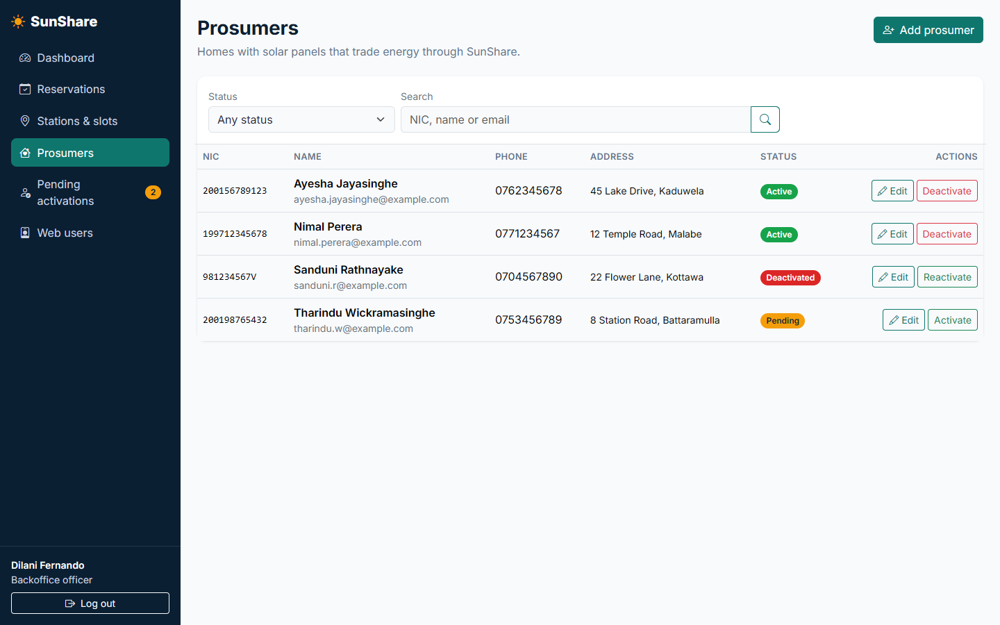 SunShare
Dashboard
Reservations
Stations & slots
Prosumers
Pending
activations
2
Web users
Dilani Fernando
Backoffice officer
Log out
Prosumers
Homes with solar panels that trade energy through SunShare.
Add prosumer
Status
Search
Any status
NIC, name or email
NIC NAME PHONE ADDRESS STATUS ACTIONS
200156789123 Ayesha Jayasinghe 0762345678 45 Lake Drive, Kaduwela Active Edit Deactivate
ayesha.jayasinghe@example.com
199712345678 Nimal Perera 0771234567 12 Temple Road, Malabe Active Edit Deactivate
nimal.perera@example.com
981234567V Sanduni Rathnayake 0704567890 22 Flower Lane, Kottawa Deactivated Edit Reactivate
sanduni.r@example.com
200198765432 Tharindu Wickramasinghe 0753456789 8 Station Road, Battaramulla Pending Edit Activate
tharindu.w@example.com